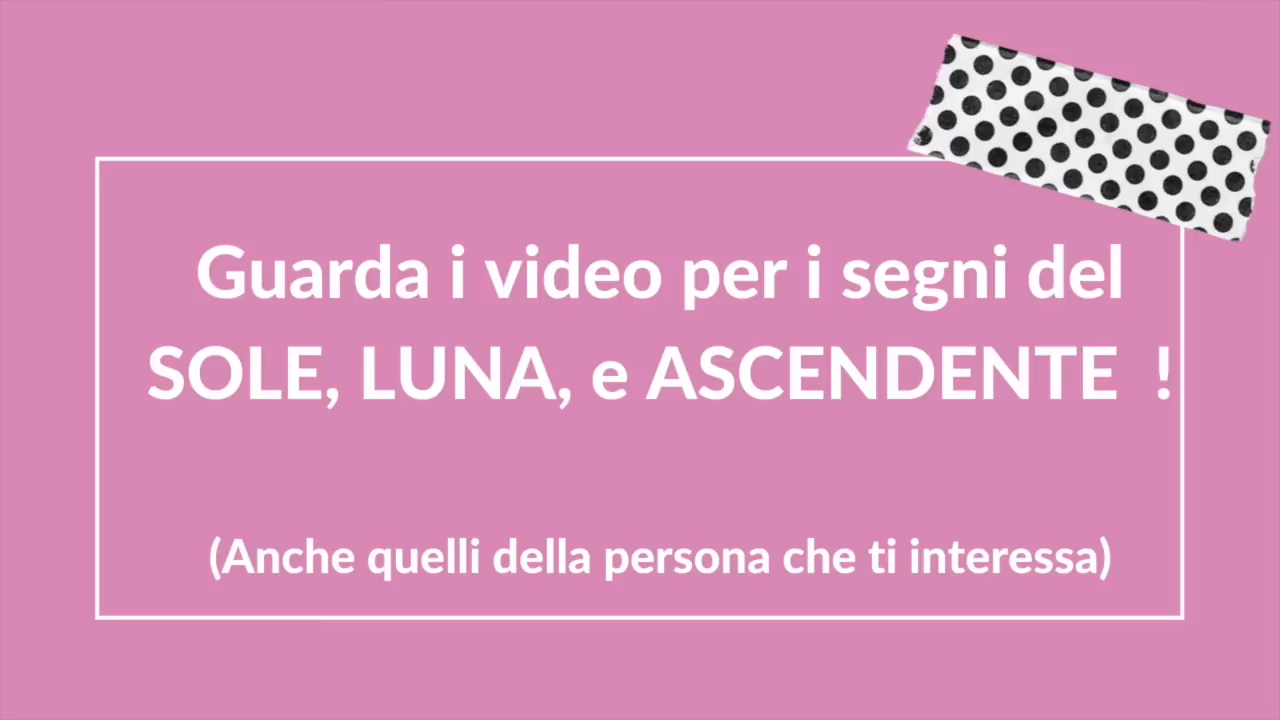 Guarda i video per i segni del
SOLE, LUNA, e ASCENDENTE !
(Anche quelli della persona che ti interessa)